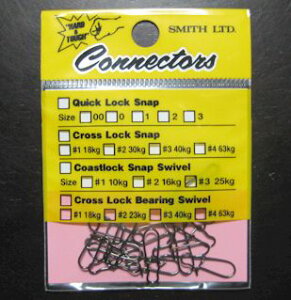 "HARD & TOUGH"
SMITH LTD.
Connectors
Quick Lock Snap
Size 00 0 1 2 3
Cross Lock Snap
#1 18kg #2 30kg #3 40kg #4 63kg
Coastlock Snap Swivel
Size #1 10kg #2 16kg #3 25kg
Cross Lock Bearing Swivel
#1 18kg #2 23kg #3 40kg #4 63kg